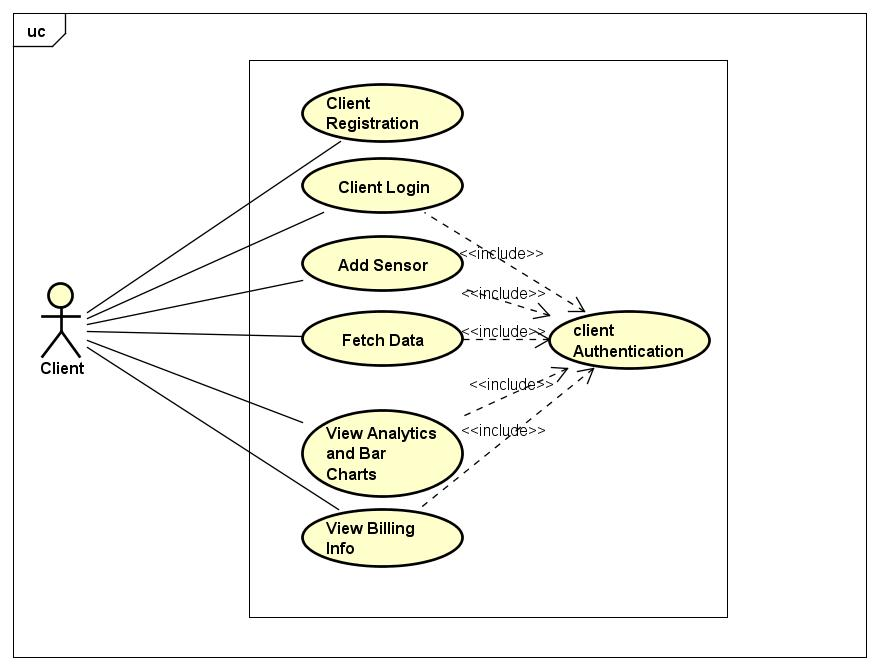 uc
Client
Registration
Client Login
<<include>>
Add Sensor
<<include>>
Fetch Data
<<include>>
client
Authentication
Client
<<include>>
View Analytics
and Bar
Charts
<<include>>
View Billing
Info